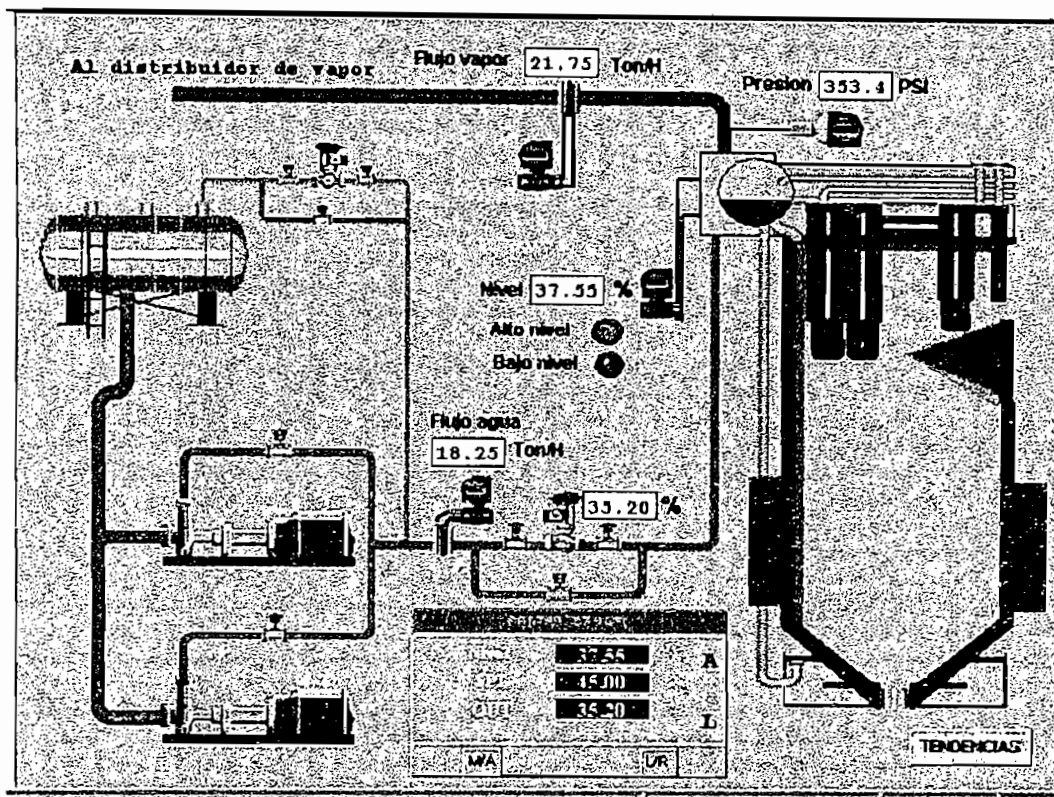 Al distribuidor de vapor
Flujo vapor 21.75 Ton/H
Presion 353.4 PSI
Nivel 37.55 %
Alto nivel
Bajo nivel
Flujo agua
18.25 Ton/H
35.20 %
37.55 A
45.00
35.20
L
M/A L/R
TENDENCIAS